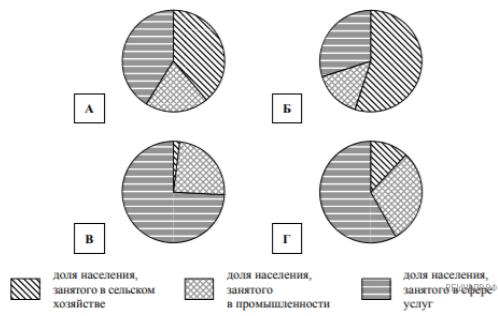 А
Б
В
Г
доля населения,
занятого в сельском
хозяйстве
доля населения,
занятого
в промышленности
доля населения,
занятого в сфере
услуг